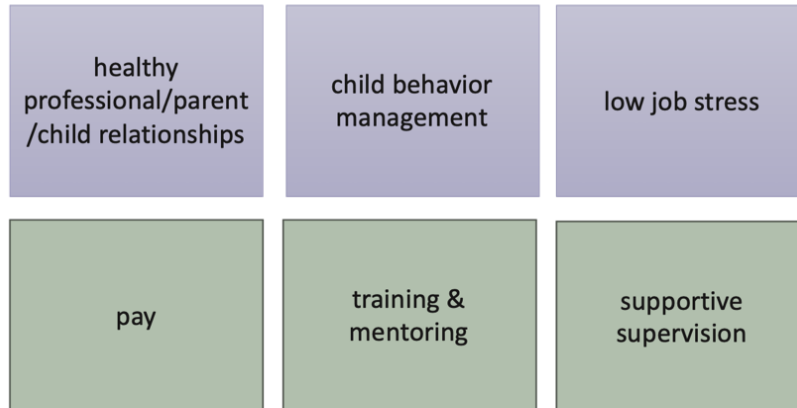 healthy
professional/parent
/child relationships
child behavior
management
low job stress
pay
training &
mentoring
supportive
supervision